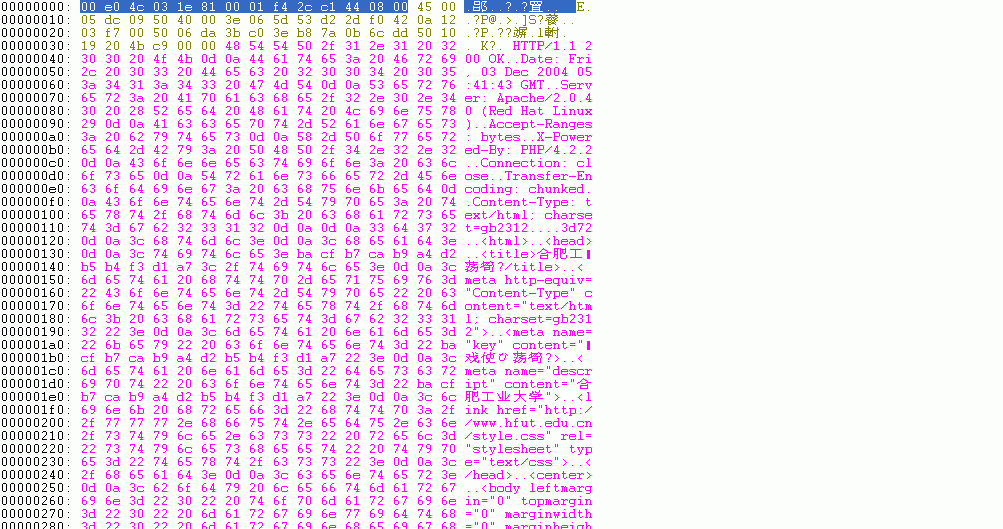 00000000: 00 e0 4c 03 1e 81 00 01 f4 2c c1 44 08 00 45 00 E.
00000010: 05 dc 09 50 40 00 3e 06 5d 53 d2 2d f0 42 0a 12 .?P@.>.]S?蓼..
00000020: 03 f7 00 50 06 da 3b c0 3e b8 7a 0b 6c dd 50 10
00000030: 19 20 4b c9 00 00 48 54 54 50 2f 31 2e 31 20 32 . K?. HTTP/1.1 2
00000040: 30 30 20 4f 4b 0d 0a 44 61 74 65 3a 20 46 72 69 00 OK..Date: Fri
00000050: 2c 20 30 33 20 44 65 63 20 32 30 30 34 20 30 35 , 03 Dec 2004 05
00000060: 3a 34 31 3a 34 33 20 47 4d 54 0d 0a 53 65 72 76 :41:43 GMT..Serv
00000070: 65 72 3a 20 41 70 61 63 68 65 2f 32 2e 30 2e 34 er: Apache/2.0.4
00000080: 30 20 28 52 65 64 20 48 61 74 20 4c 69 6e 75 78 0 (Red Hat Linux
00000090: 29 0d 0a 41 63 63 65 70 74 2d 52 61 6e 67 65 73 )..Accept-Ranges
000000a0: 3a 20 62 79 74 65 73 0d 0a 58 2d 50 6f 77 65 72 : bytes..X-Power
000000b0: 65 64 2d 42 79 3a 20 50 48 50 2f 34 2e 32 2e 32 ed-By: PHP/4.2.2
000000c0: 0d 0a 43 6f 6e 6e 65 63 74 69 6f 6e 3a 20 63 6c ..Connection: cl
000000d0: 6f 73 65 0d 0a 54 72 61 6e 73 66 65 72 2d 45 6e ose..Transfer-En
000000e0: 63 6f 64 69 6e 67 3a 20 63 68 75 6e 6b 65 64 0d coding: chunked.
000000f0: 0a 43 6f 6e 74 65 6e 74 2d 54 79 70 65 3a 20 74 .Content-Type: t
00000100: 65 78 74 2f 68 74 6d 6c 3b 20 63 68 61 72 73 65 ext/html; charse
00000110: 74 3d 67 62 32 33 31 32 0d 0a 0d 0a 33 64 37 32 t=gb2312....3d72
00000120: 0d 0a 3c 68 74 6d 6c 3e 0d 0a 3c 68 65 61 64 3e ..<html>..<head>
00000130: 0d 0a 3c 74 69 74 6c 65 3e ba cf b7 ca b9 a4 d2 ..<title>合肥工
00000140: b5 b4 f3 d1 a7 3c 2f 74 69 74 6c 65 3e 0d 0a 3c ?/title>..<
00000150: 6d 65 74 61 20 68 74 74 70 2d 65 71 75 69 76 3d meta http-equiv=
00000160: 22 43 6f 6e 74 65 6e 74 2d 54 79 70 65 22 20 63 "Content-Type" c
00000170: 6f 6e 74 65 6e 74 3d 22 74 65 78 74 2f 68 74 6d ontent="text/htm
00000180: 6c 3b 20 63 68 61 72 73 65 74 3d 67 62 32 33 31 l; charset=gb231
00000190: 32 22 3e 0d 0a 3c 6d 65 74 61 20 6e 61 6d 65 3d 2">..<meta name=
000001a0: 22 6b 65 79 22 20 63 6f 6e 74 65 6e 74 3d 22 ba "key" content="
000001b0: cf b7 ca b9 a4 d2 b5 b4 f3 d1 a7 22 3e 0d 0a 3c 戏使 ?>..<
000001c0: 6d 65 74 61 20 6e 61 6d 65 3d 22 64 65 73 63 72 meta name="descr
000001d0: 69 70 74 22 20 63 6f 6e 74 65 6e 74 3d 22 ba cf ipt" content="合
000001e0: b7 ca b9 a4 d2 b5 b4 f3 d1 a7 22 3e 0d 0a 3c 6c 肥工业大学">..<l
000001f0: 69 6e 6b 20 68 72 65 66 3d 22 68 74 74 70 3a 2f ink href="http:/
00000200: 2f 77 77 77 2e 68 66 75 74 2e 65 64 75 2e 63 6e /www.hfut.edu.cn
00000210: 2f 73 74 79 6c 65 2e 63 73 73 22 20 72 65 6c 3d /style.css" rel=
00000220: 22 73 74 79 6c 65 73 68 65 65 74 22 20 74 79 70 "stylesheet" typ
00000230: 65 3d 22 74 65 78 74 2f 63 73 73 22 3e 0d 0a 3c e="text/css">..<
00000240: 2f 68 65 61 64 3e 0d 0a 3c 63 65 6e 74 65 72 3e /head>..<center>
00000250: 0d 0a 3c 62 6f 64 79 20 6c 65 66 74 6d 61 72 67 ..<body leftmarg
00000260: 69 6e 3d 22 30 22 20 74 6f 70 6d 61 72 67 69 6e in="0" topmargin
00000270: 3d 22 30 22 20 6d 61 72 67 69 6e 77 69 64 74 68 ="0" marginwidth
00000280: 3d 22 30 22 20 6d 61 72 67 69 6e 68 65 69 67 68 ="0" marginheigh